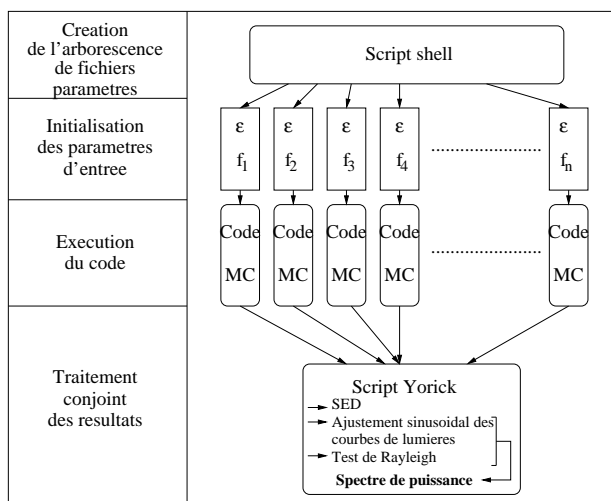 Creation
de l'arborescence
de fichiers
parametres
Script shell
Initialisation
des parametres
d'entree
ε ε ε ε ε
f1 f2 f3 f4 fn
Execution
du code
Code Code Code Code Code
MC MC MC MC MC
Traitement
conjoint
des resultats
Script Yorick
SED
Ajustement sinusoidal des
courbes de lumieres
Test de Rayleigh
Spectre de puissance